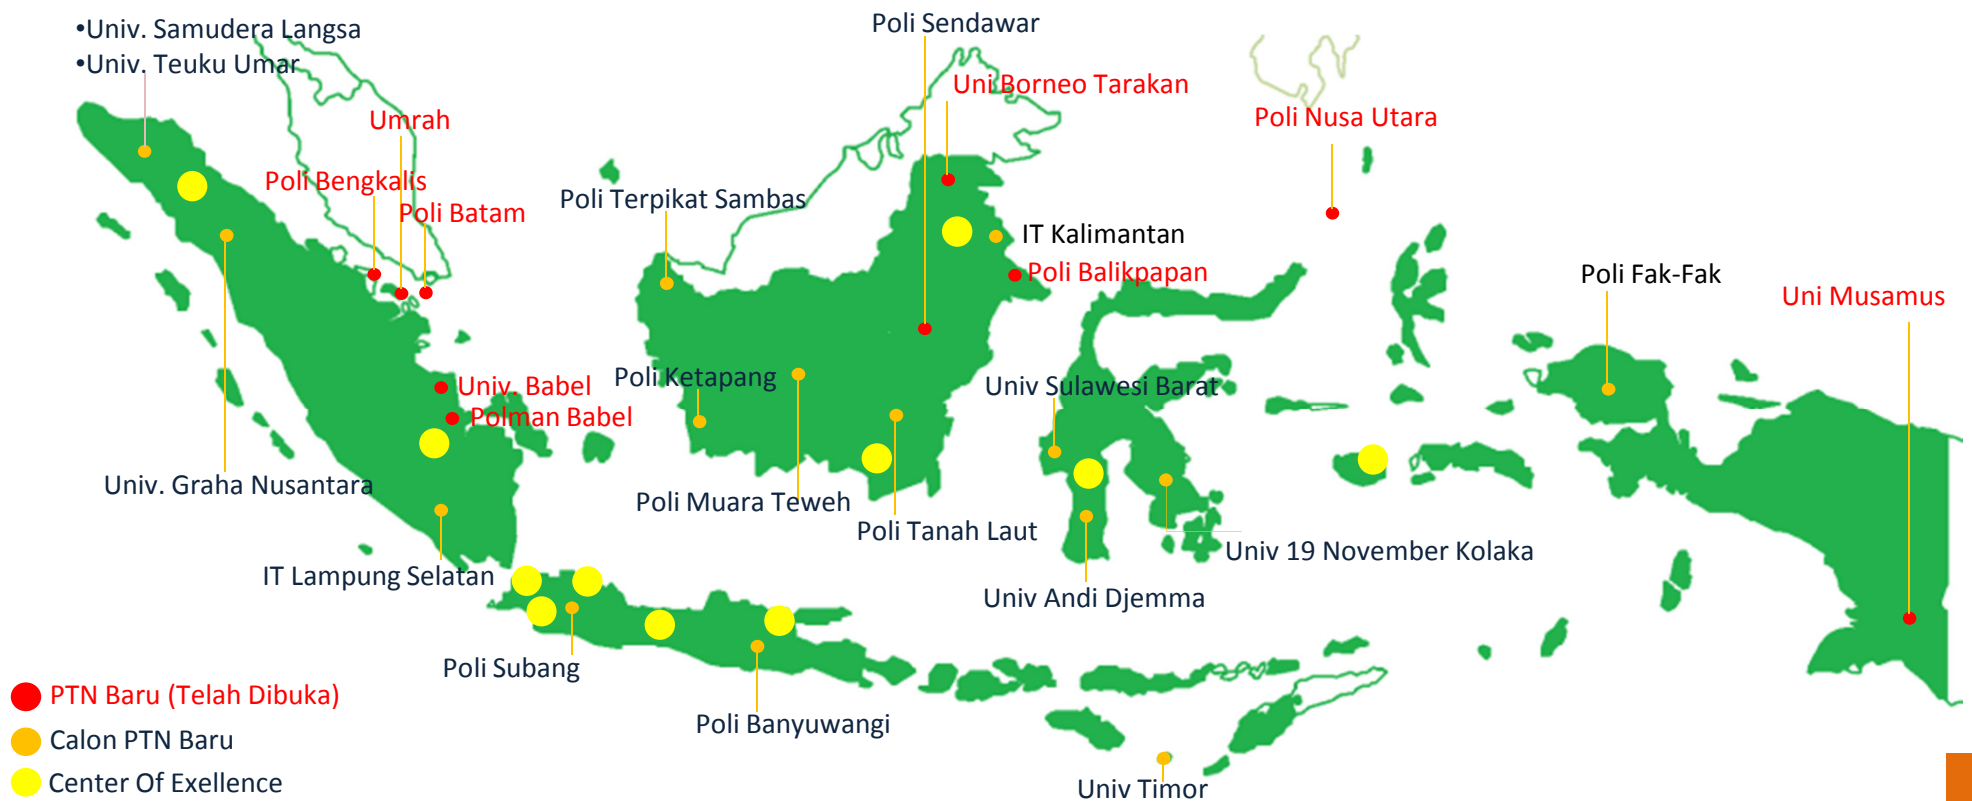 •Univ. Samudera Langsa
•Univ. Teuku Umar
Poli Sendawar
Uni Borneo Tarakan
Umrah
Poli Nusa Utara
Poli Bengkalis
Poli Terpikat Sambas
Poli Batam
IT Kalimantan
Poli Balikpapan
Poli Fak-Fak
Uni Musamus
Univ. Babel
Poli Ketapang
Univ Sulawesi Barat
Polman Babel
Univ. Graha Nusantara
Poli Muara Teweh
Poli Tanah Laut
Univ 19 November Kolaka
IT Lampung Selatan
Univ Andi Djemma
Poli Subang
Poli Banyuwangi
Univ Timor
PTN Baru (Telah Dibuka)
Calon PTN Baru
Center Of Exellence